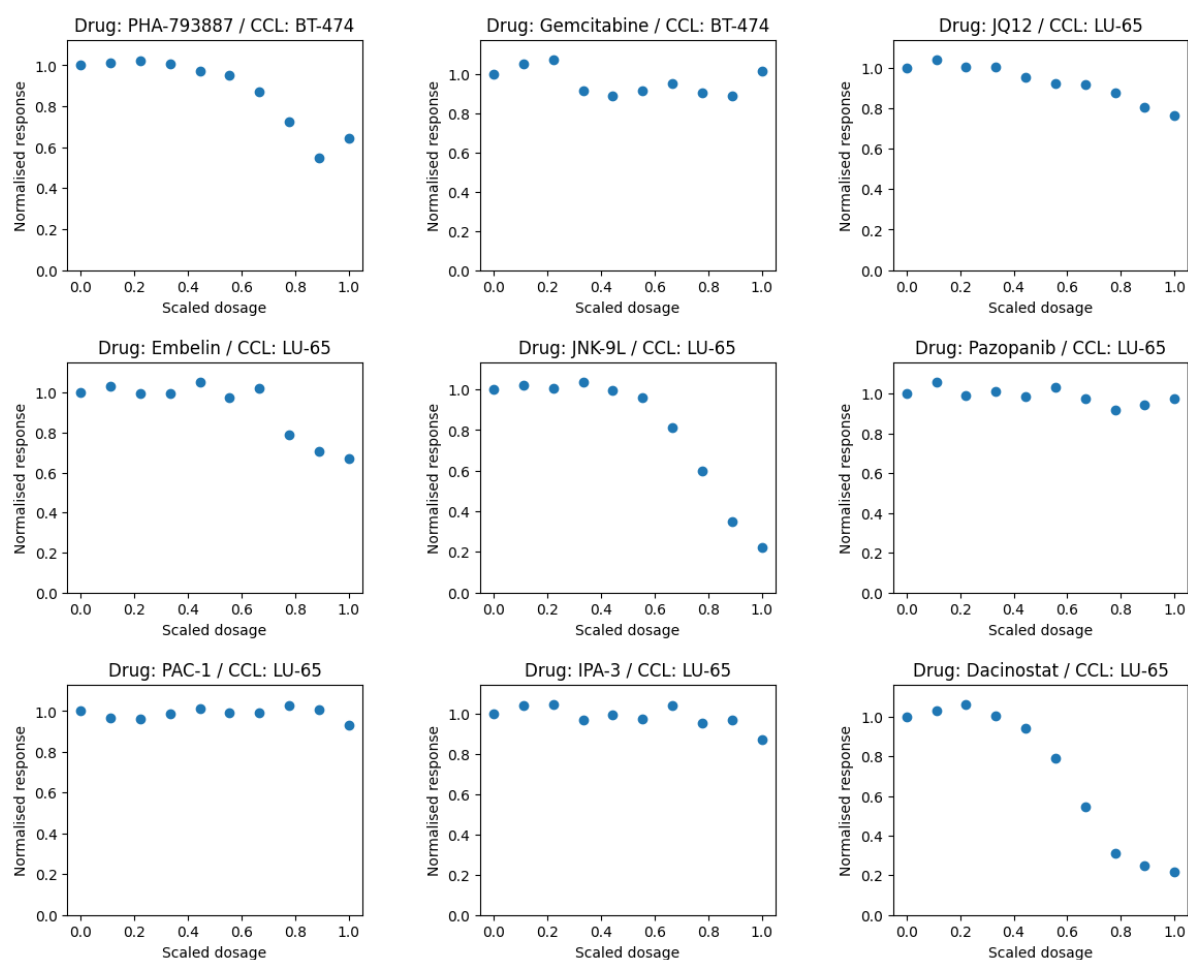 Drug: PHA-793887 / CCL: BT-474
Normalised response
1.0
0.8
0.6
0.4
0.2
0.0
0.0 0.2 0.4 0.6 0.8 1.0
Scaled dosage
Drug: Gemcitabine / CCL: BT-474
Normalised response
1.0
0.8
0.6
0.4
0.2
0.0
0.0 0.2 0.4 0.6 0.8 1.0
Scaled dosage
Drug: JQ12 / CCL: LU-65
Normalised response
1.0
0.8
0.6
0.4
0.2
0.0
0.0 0.2 0.4 0.6 0.8 1.0
Scaled dosage
Drug: Embelin / CCL: LU-65
Normalised response
1.0
0.8
0.6
0.4
0.2
0.0
0.0 0.2 0.4 0.6 0.8 1.0
Scaled dosage
Drug: JNK-9L / CCL: LU-65
Normalised response
1.0
0.8
0.6
0.4
0.2
0.0
0.0 0.2 0.4 0.6 0.8 1.0
Scaled dosage
Drug: Pazopanib / CCL: LU-65
Normalised response
1.0
0.8
0.6
0.4
0.2
0.0
0.0 0.2 0.4 0.6 0.8 1.0
Scaled dosage
Drug: PAC-1 / CCL: LU-65
Normalised response
1.0
0.8
0.6
0.4
0.2
0.0
0.0 0.2 0.4 0.6 0.8 1.0
Scaled dosage
Drug: IPA-3 / CCL: LU-65
Normalised response
1.0
0.8
0.6
0.4
0.2
0.0
0.0 0.2 0.4 0.6 0.8 1.0
Scaled dosage
Drug: Dacinostat / CCL: LU-65
Normalised response
1.0
0.8
0.6
0.4
0.2
0.0
0.0 0.2 0.4 0.6 0.8 1.0
Scaled dosage